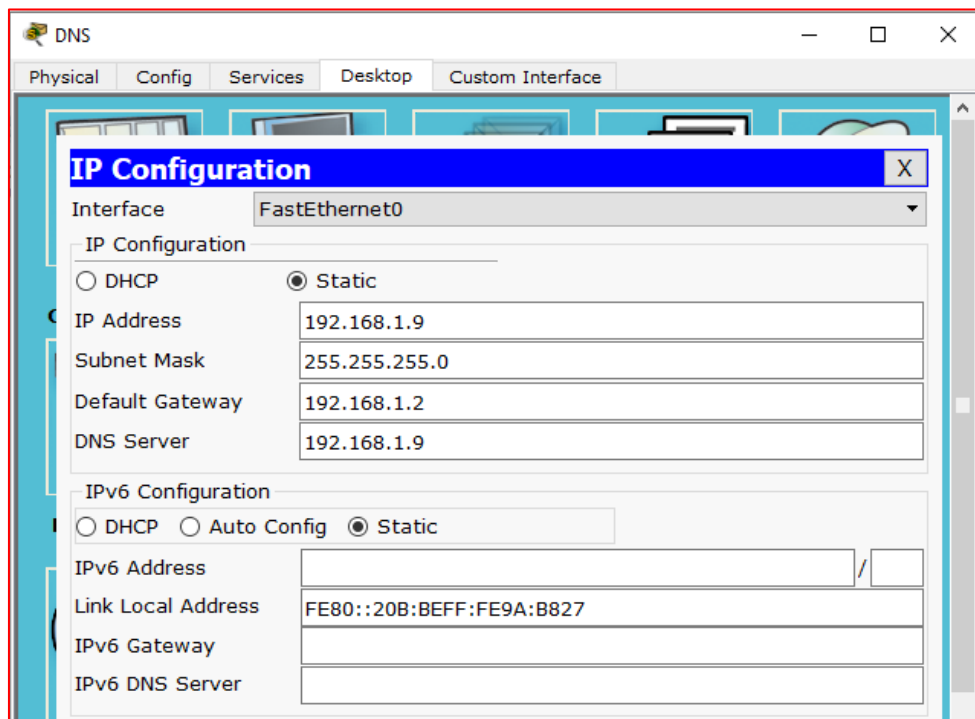 DNS
Physical Config Services Desktop Custom Interface
IP Configuration X
Interface FastEthernet0
IP Configuration
DHCP Static
IP Address 192.168.1.9
Subnet Mask 255.255.255.0
Default Gateway 192.168.1.2
DNS Server 192.168.1.9
IPv6 Configuration
DHCP Auto Config Static
IPv6 Address /
Link Local Address FE80::20B:BEFF:FE9A:B827
IPv6 Gateway
IPv6 DNS Server